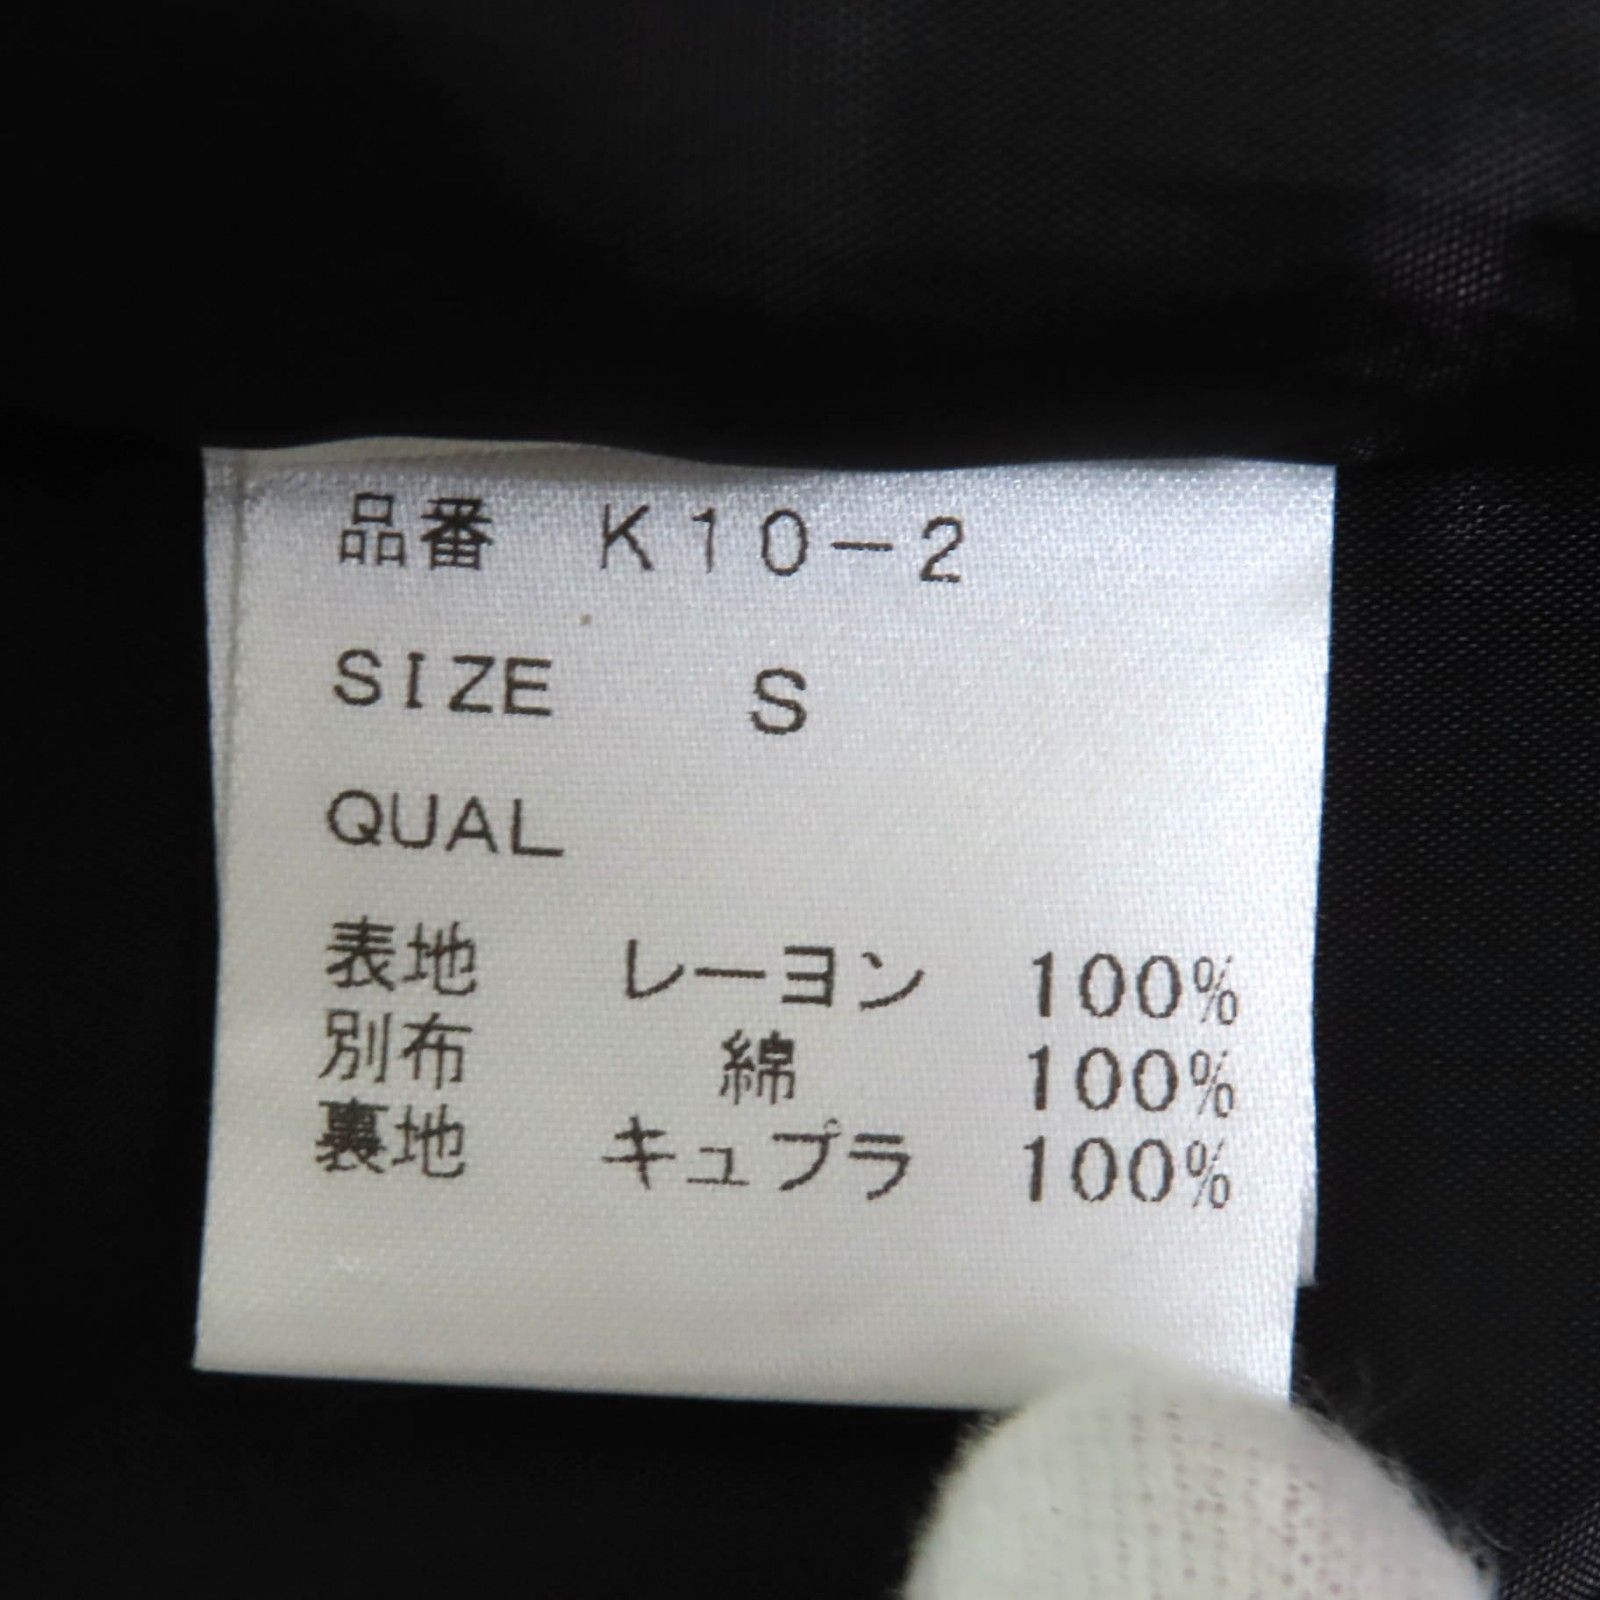 品番 K10-2
SIZE S
QUAL
表地 レーヨン 100%
別布 綿 100%
裏地 キュプラ 100%